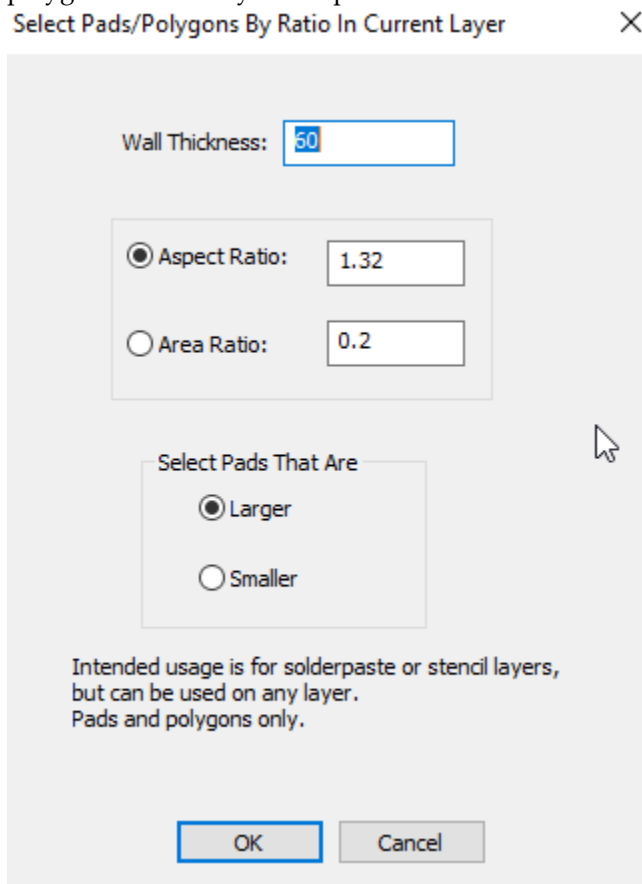 Select Pads/Polygons By Ratio In Current Layer
Wall Thickness: 60
Aspect Ratio: 1.32
Area Ratio: 0.2
Select Pads That Are
Larger
Smaller
Intended usage is for solderpaste or stencil layers,
but can be used on any layer.
Pads and polygons only.
OK Cancel